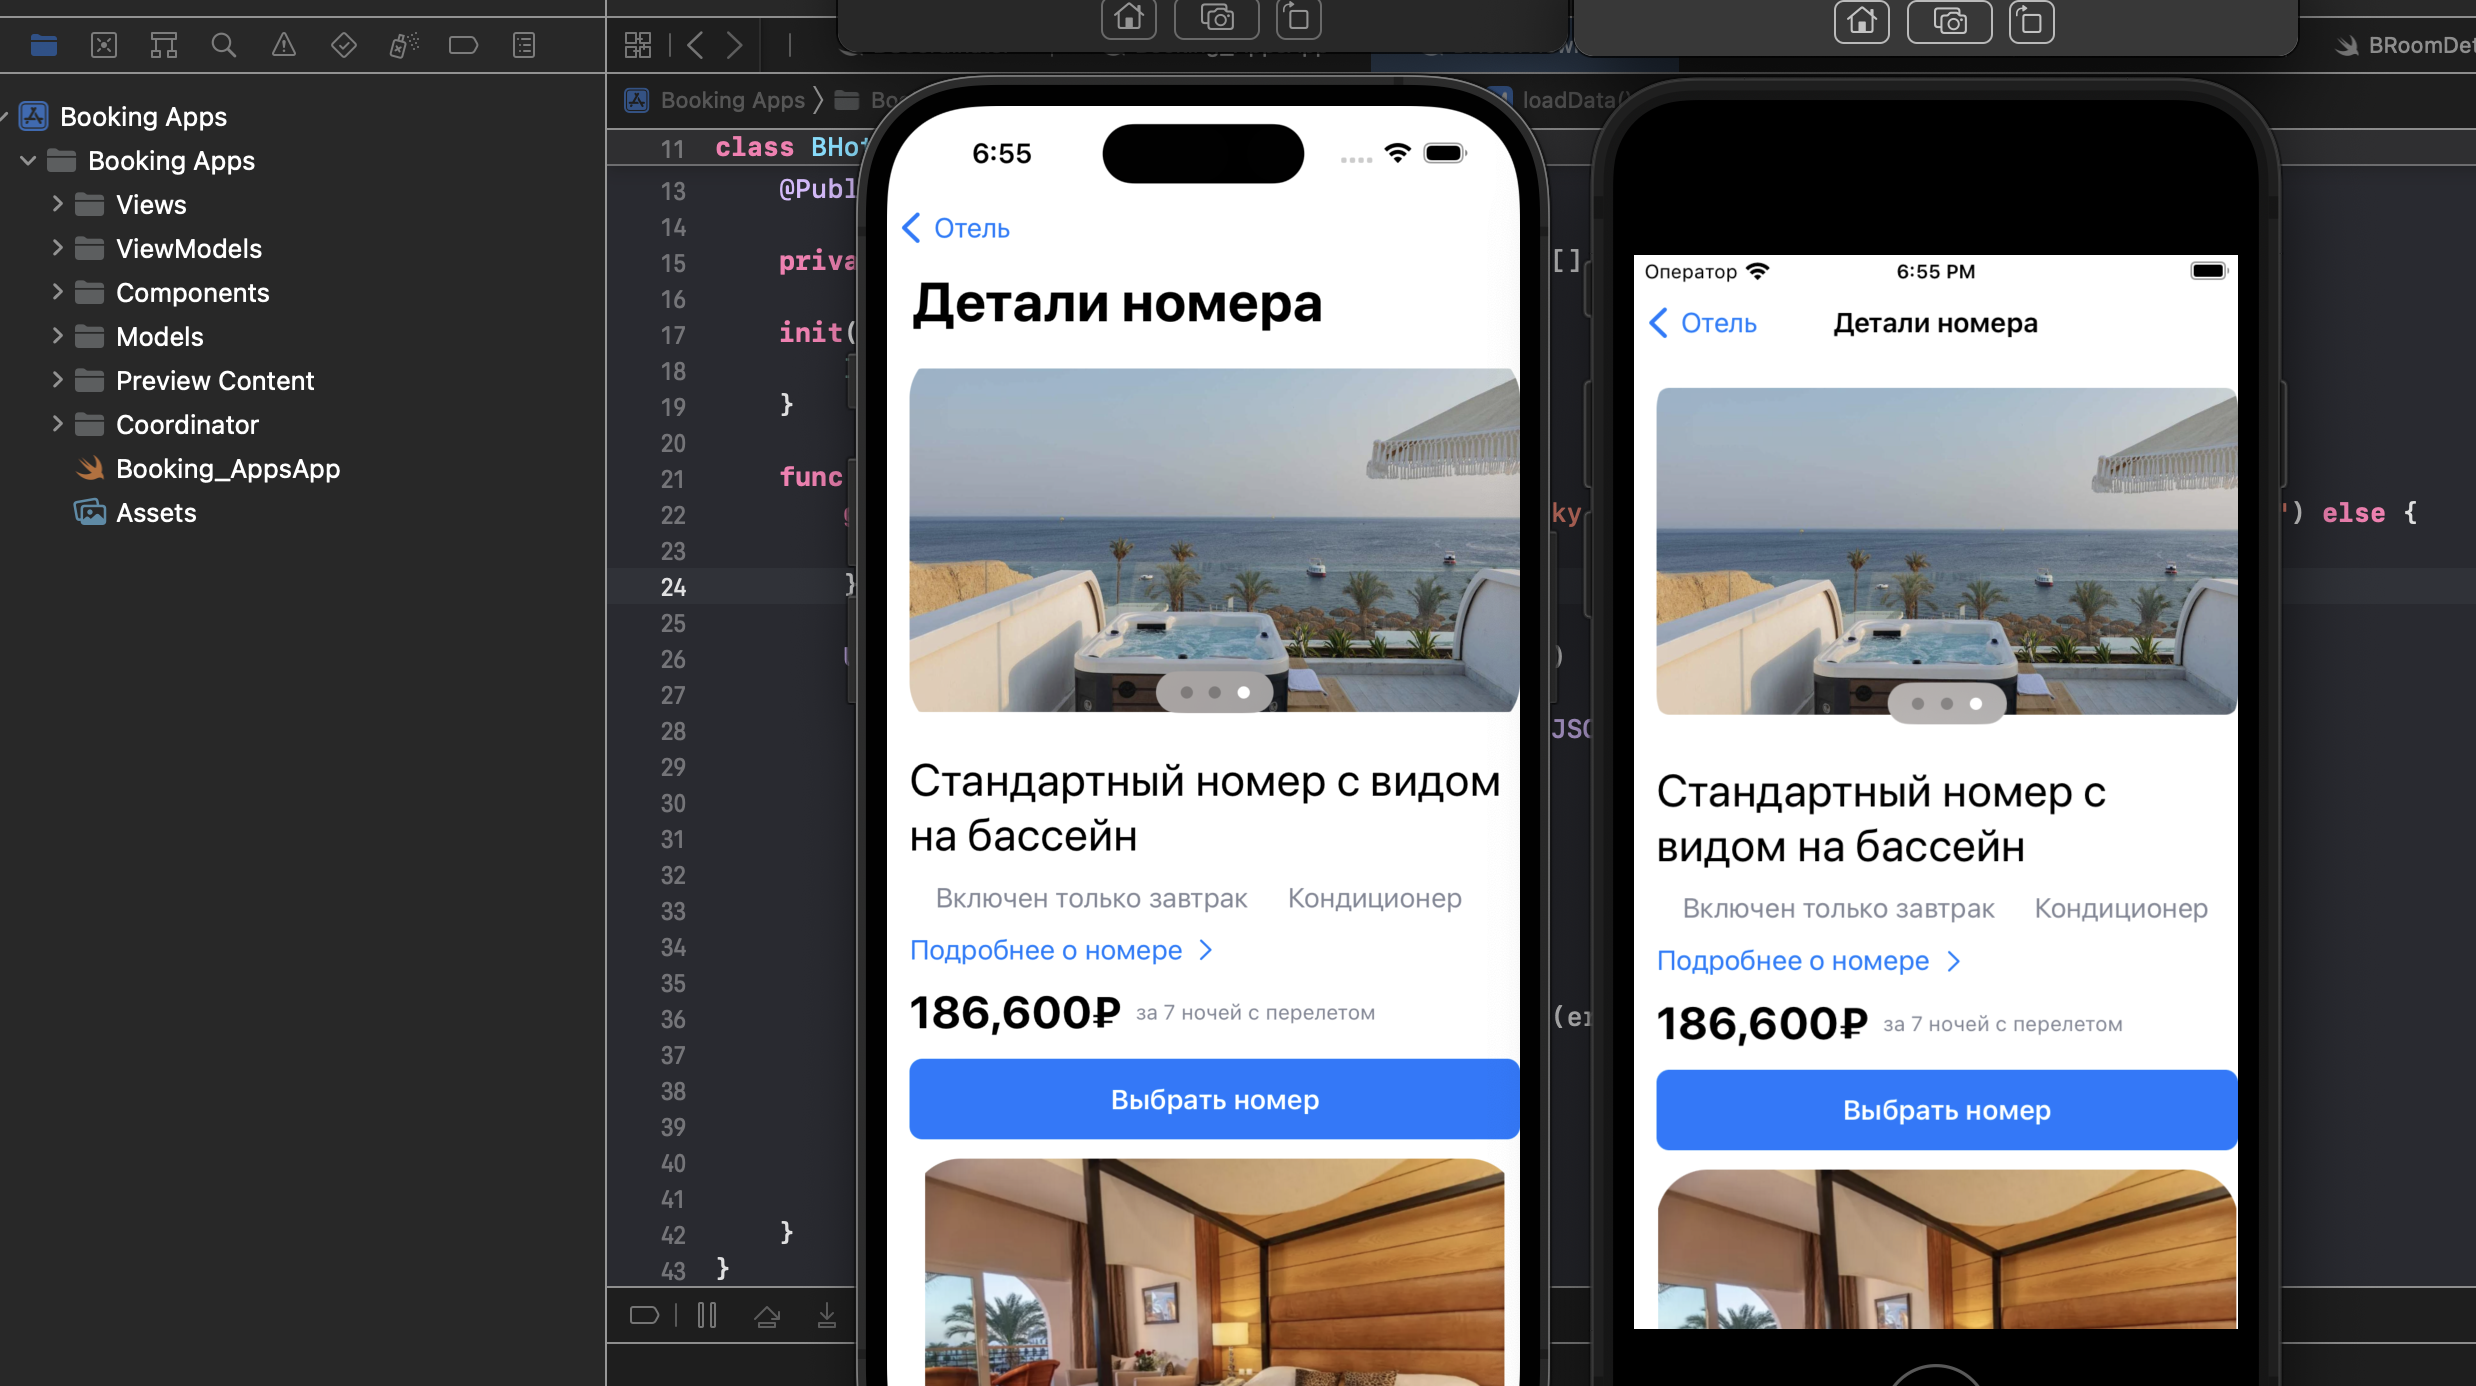 Booking Apps
Booking Apps
Views
ViewModels
Components
Models
Preview Content
Coordinator
Booking_AppsApp
Assets
BRoomDet
Booking Apps
loadData()
11 class BHot
13 @Publ
14
15 priva []
16
17 init(
18
19 }
20
21 func
22 ky ") else {
23
24 }
25
26 )
27
28 JSO
29
30
31
32
33
34
35
36 (er
37
38
39
40
41
42 }
43 }
6:55
Отель
Детали номера
Стандартный номер с видом
на бассейн
Включен только завтрак Кондиционер
Подробнее о номере
186,600₽ за 7 ночей с перелетом
Выбрать номер
Оператор 6:55 PM
Отель Детали номера
Стандартный номер с
видом на бассейн
Включен только завтрак Кондиционер
Подробнее о номере
186,600₽ за 7 ночей с перелетом
Выбрать номер